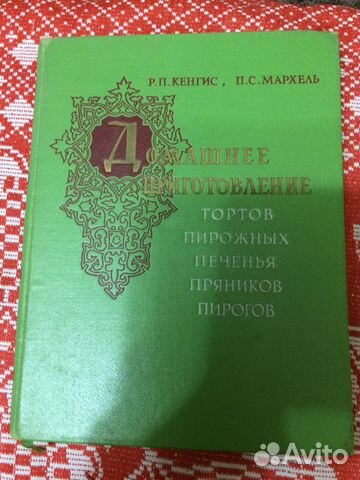 Р.П.КЕНГИС, П.С.МАРХЕЛЬ
ДОМАШНЕЕ
ПРИГОТОВЛЕНИЕ
ТОРТОВ
ПИРОЖНЫХ
ПЕЧЕНЬЯ
ПРЯНИКОВ
ПИРОГОВ
Avito